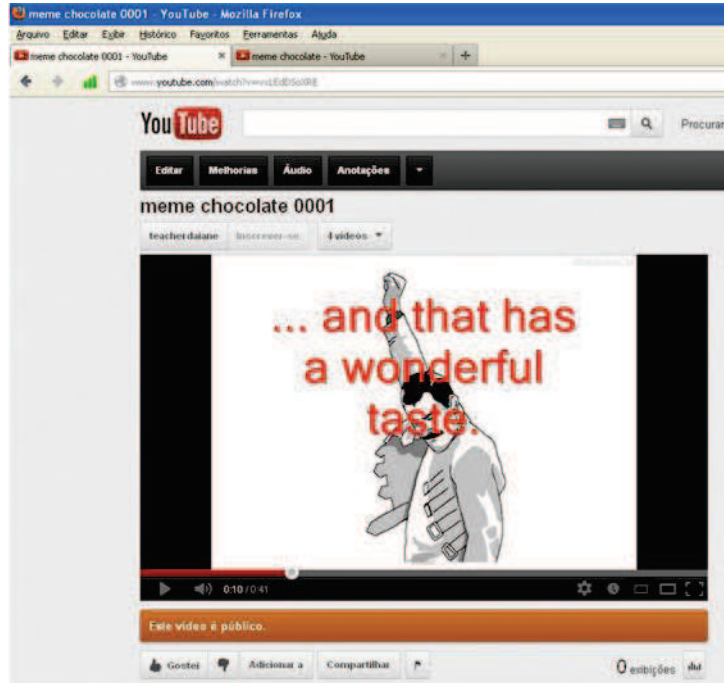 meme chocolate 0001 - YouTube - Mozilla Firefox
Arquivo Editar Exibir Histórico Favoritos Ferramentas Ajuda
meme chocolate 0001 - YouTube × meme chocolate - YouTube × +
www.youtube.com/watch?v=
You Tube Procurar
Editar Melhorias Áudio Anotações
meme chocolate 0001
teacherdaiane Inscrever-se 4 vídeos
... and that has
a wonderful
taste.
0:10 / 0:41
Este vídeo é público.
Gostei Adicionar a Compartilhar 0 exibições